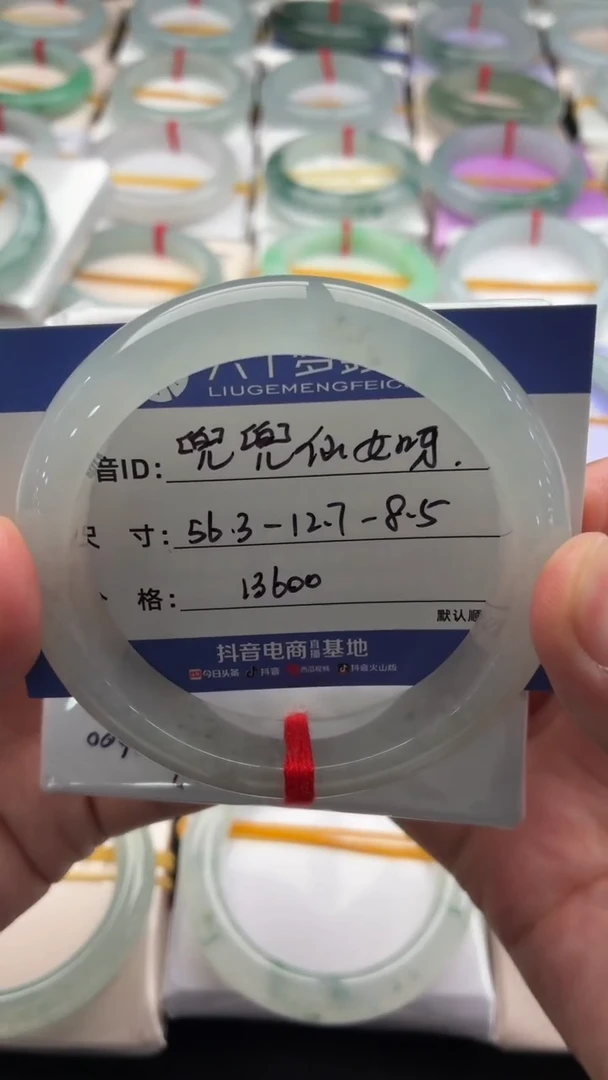 LIUGEMENGFEIC
音ID: [兜兜]仙女呀.
尺 寸: 56.3-12.7-8.5
格: 13600
默认顺
抖音电商直播基地
今日头条 抖音 西瓜视频 抖音火山版